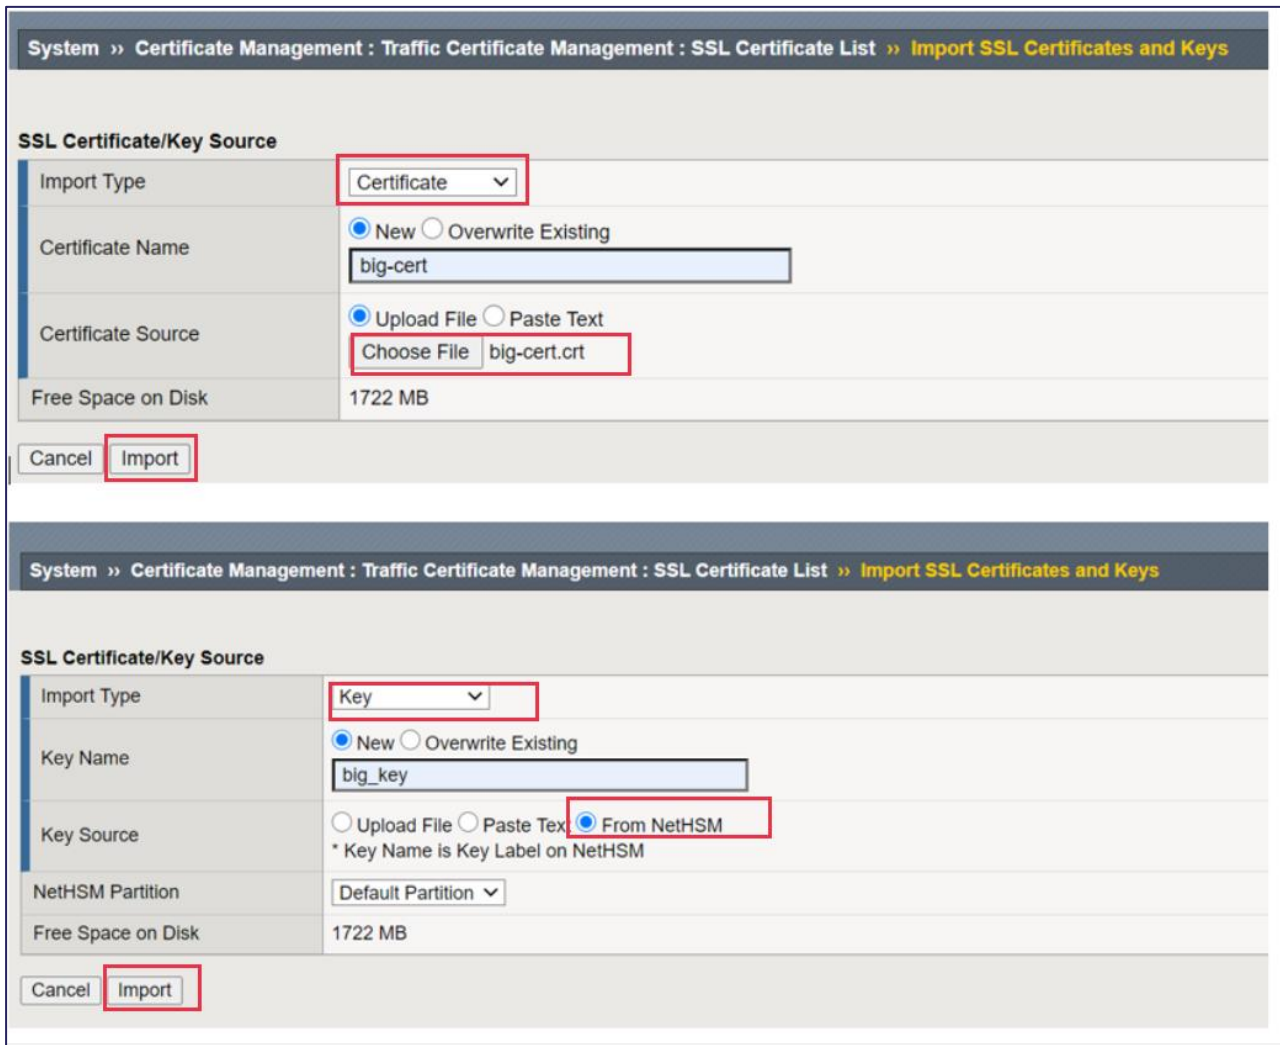 System ›› Certificate Management : Traffic Certificate Management : SSL Certificate List ›› Import SSL Certificates and Keys
SSL Certificate/Key Source
Import Type Certificate
Certificate Name New Overwrite Existing
big-cert
Certificate Source Upload File Paste Text
Choose File big-cert.crt
Free Space on Disk 1722 MB
Cancel Import
System ›› Certificate Management : Traffic Certificate Management : SSL Certificate List ›› Import SSL Certificates and Keys
SSL Certificate/Key Source
Import Type Key
Key Name New Overwrite Existing
big_key
Key Source Upload File Paste Text From NetHSM
* Key Name is Key Label on NetHSM
NetHSM Partition Default Partition
Free Space on Disk 1722 MB
Cancel Import